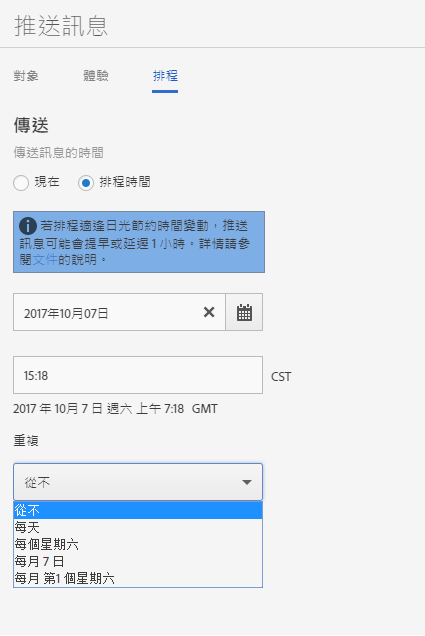 推送訊息
對象 體驗 排程
傳送
傳送訊息的時間
現在 排程時間
若排程適逢日光節約時間變動，推送
訊息可能會提早或延遲 1 小時。詳情請參
閱文件的說明。
2017年10月07日
15:18 CST
2017 年 10月 7 日 週六 上午 7:18 GMT
重複
從不
從不
每天
每個星期六
每月 7 日
每月 第1 個星期六